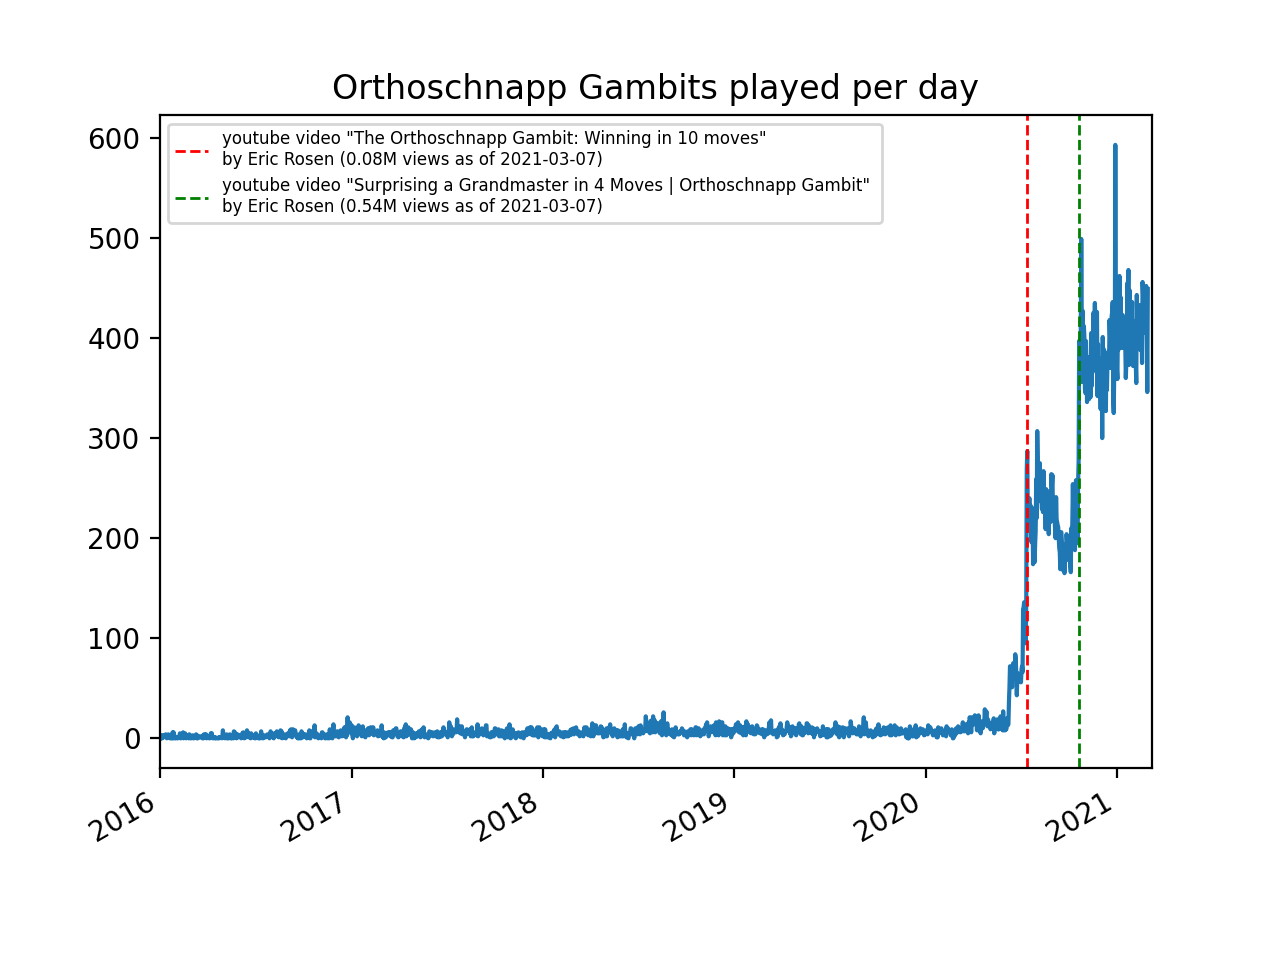 Orthoschnapp Gambits played per day
youtube video "The Orthoschnapp Gambit: Winning in 10 moves"
by Eric Rosen (0.08M views as of 2021-03-07)
youtube video "Surprising a Grandmaster in 4 Moves | Orthoschnapp Gambit"
by Eric Rosen (0.54M views as of 2021-03-07)
600
500
400
300
200
100
0
2016
2017
2018
2019
2020
2021